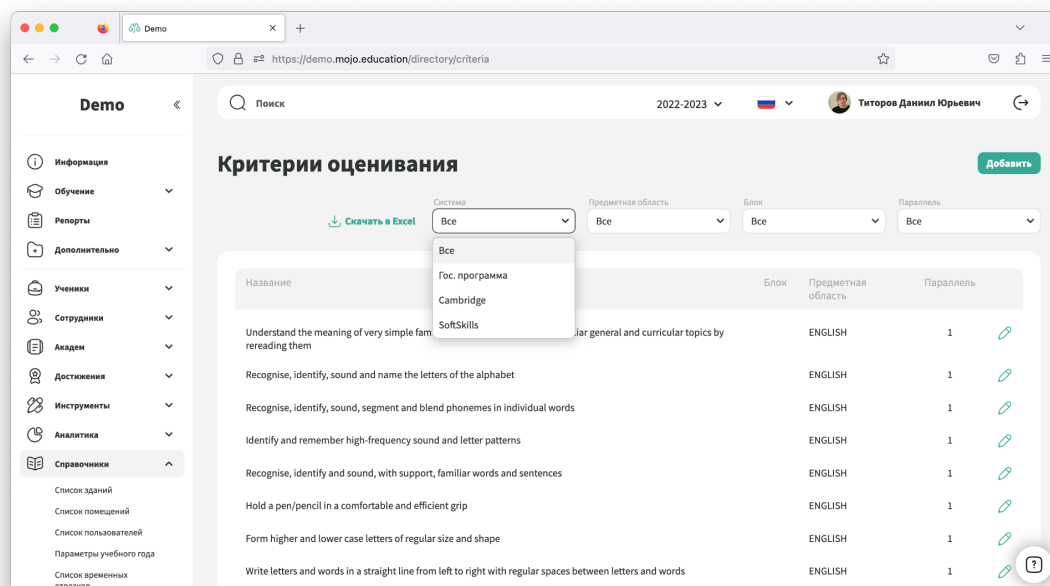 Demo
https://demo.mojo.education/directory/criteria
Demo
Поиск
2022-2023
Титоров Даниил Юрьевич
Информация
Обучение
Репорты
Дополнительно
Ученики
Сотрудники
Академ
Достижения
Инструменты
Аналитика
Справочники
Список зданий
Список помещений
Список пользователей
Параметры учебного года
Список временных
отрезков
Критерии оценивания
Добавить
Скачать в Excel
Система
Все
Предметная область
Все
Блок
Все
Параллель
Все
Все
Гос. программа
Cambridge
SoftSkills
Название
Блок
Предметная
область
Параллель
Understand the meaning of very simple fam iar general and curricular topics by
rereading them
ENGLISH
1
Recognise, identify, sound and name the letters of the alphabet
ENGLISH
1
Recognise, identify, sound, segment and blend phonemes in individual words
ENGLISH
1
Identify and remember high-frequency sound and letter patterns
ENGLISH
1
Recognise, identify and sound, with support, familiar words and sentences
ENGLISH
1
Hold a pen/pencil in a comfortable and efficient grip
ENGLISH
1
Form higher and lower case letters of regular size and shape
ENGLISH
1
Write letters and words in a straight line from left to right with regular spaces between letters and words
ENGLISH
1